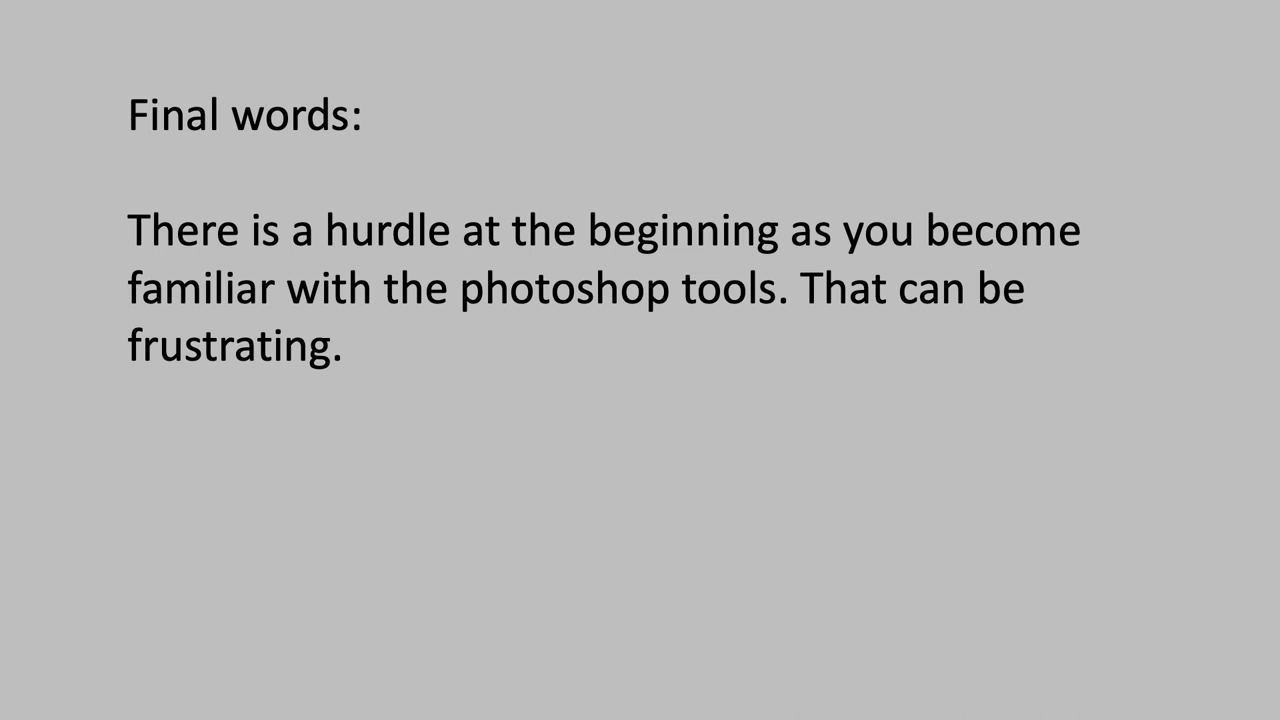 Final words:
There is a hurdle at the beginning as you become
familiar with the photoshop tools. That can be
frustrating.